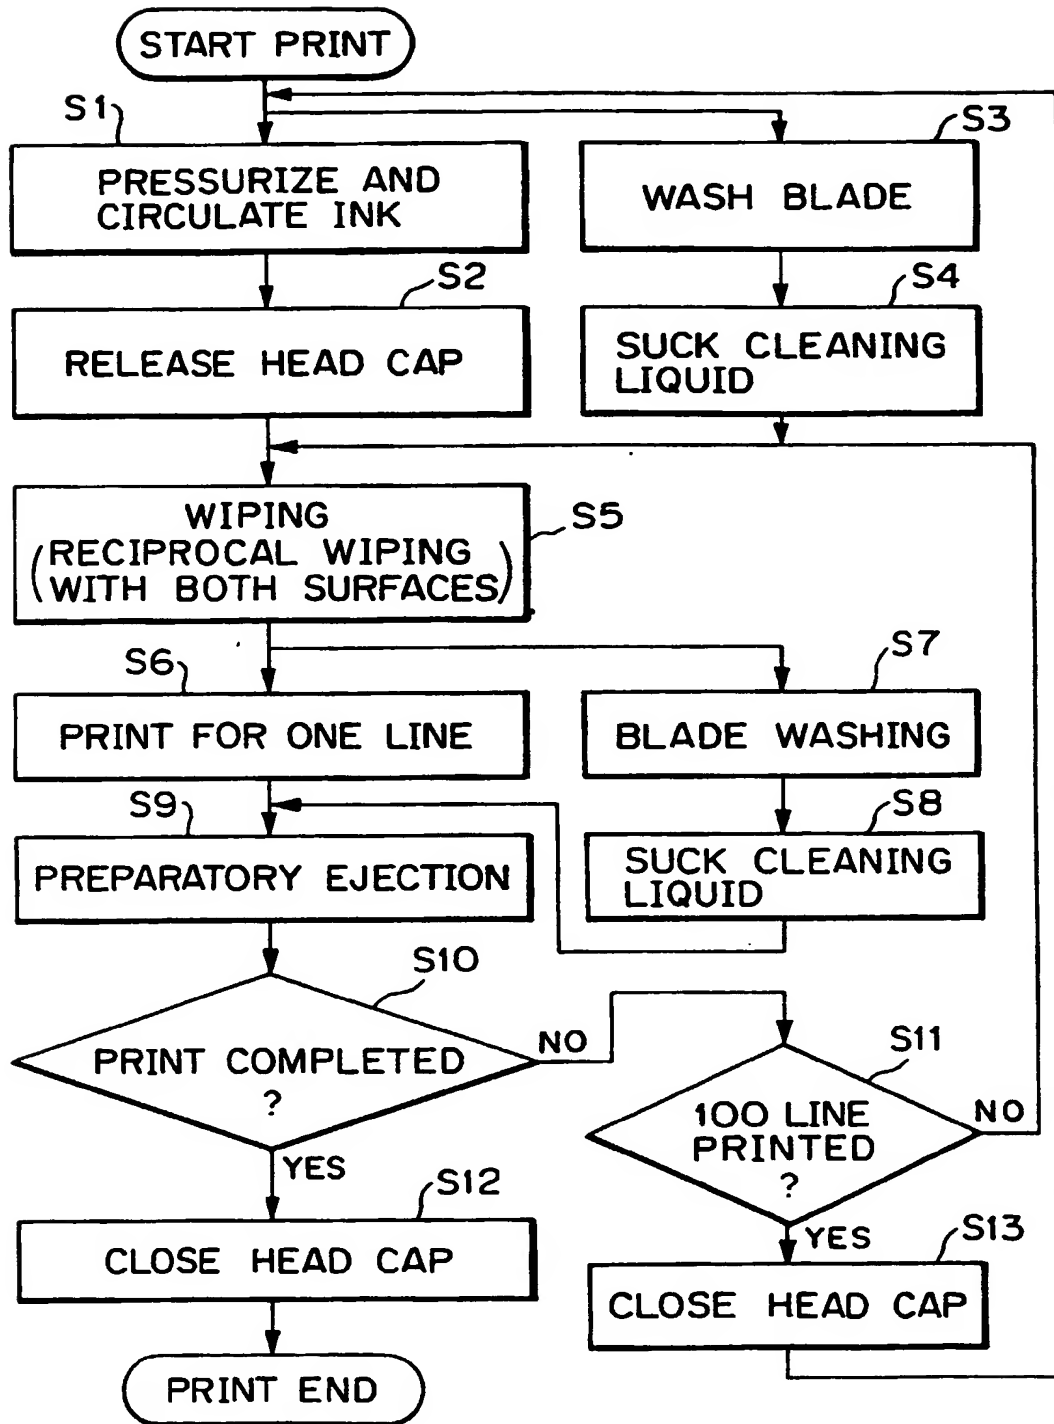 START PRINT
S1
PRESSURIZE AND
CIRCULATE INK
S3
WASH BLADE
S2
RELEASE HEAD CAP
S4
SUCK CLEANING
LIQUID
WIPING
(RECIPROCAL WIPING
WITH BOTH SURFACES)
S5
S6
PRINT FOR ONE LINE
S7
BLADE WASHING
S9
PREPARATORY EJECTION
S8
SUCK CLEANING
LIQUID
S10
PRINT COMPLETED
?
NO
YES
S11
100 LINE
PRINTED
?
NO
YES
S12
CLOSE HEAD CAP
S13
CLOSE HEAD CAP
PRINT END